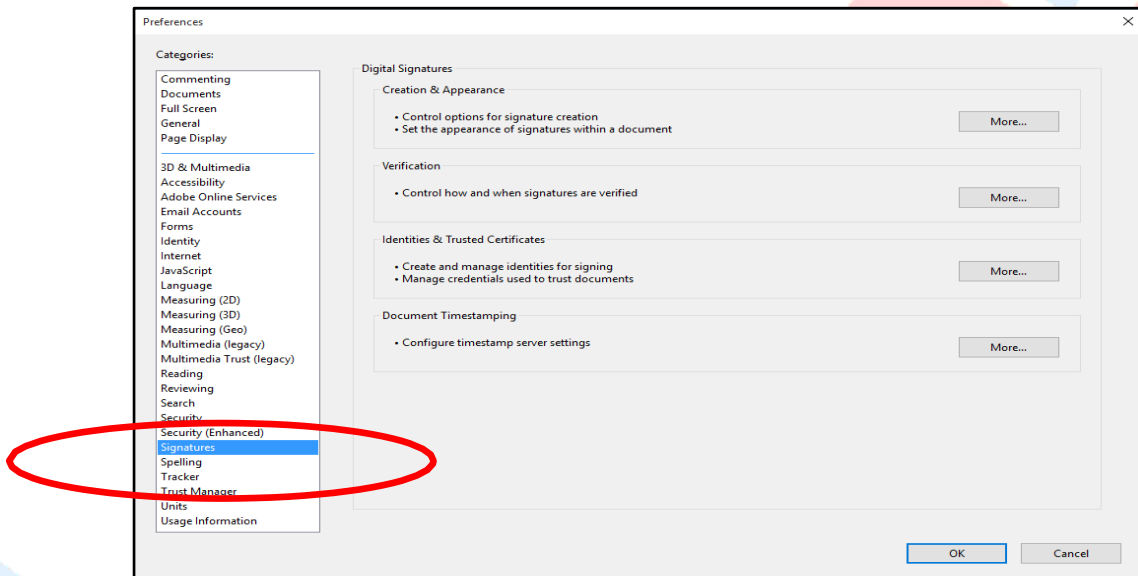 Preferences
Categories:
Commenting
Documents
Full Screen
General
Page Display
3D & Multimedia
Accessibility
Adobe Online Services
Email Accounts
Forms
Identity
Internet
JavaScript
Language
Measuring (2D)
Measuring (3D)
Measuring (Geo)
Multimedia (legacy)
Multimedia Trust (legacy)
Reading
Reviewing
Search
Security
Security (Enhanced)
Signatures
Spelling
Tracker
Trust Manager
Units
Usage Information
Digital Signatures
Creation & Appearance
• Control options for signature creation
• Set the appearance of signatures within a document
More...
Verification
• Control how and when signatures are verified
More...
Identities & Trusted Certificates
• Create and manage identities for signing
• Manage credentials used to trust documents
More...
Document Timestamping
• Configure timestamp server settings
More...
OK
Cancel